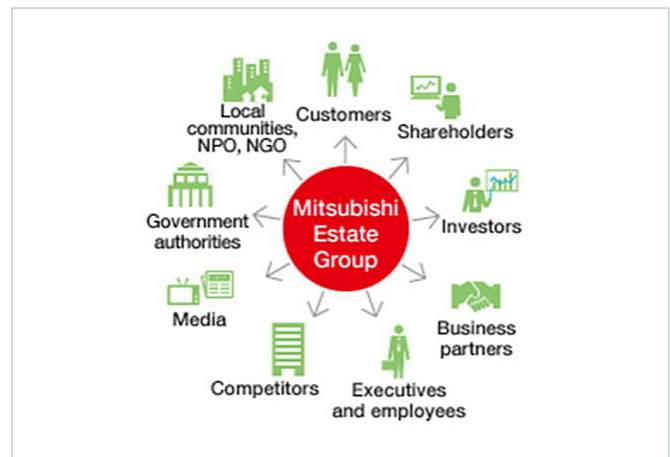 Customers
Shareholders
Investors
Business
partners
Executives
and employees
Competitors
Media
Government
authorities
Local
communities,
NPO, NGO
Mitsubishi
Estate
Group